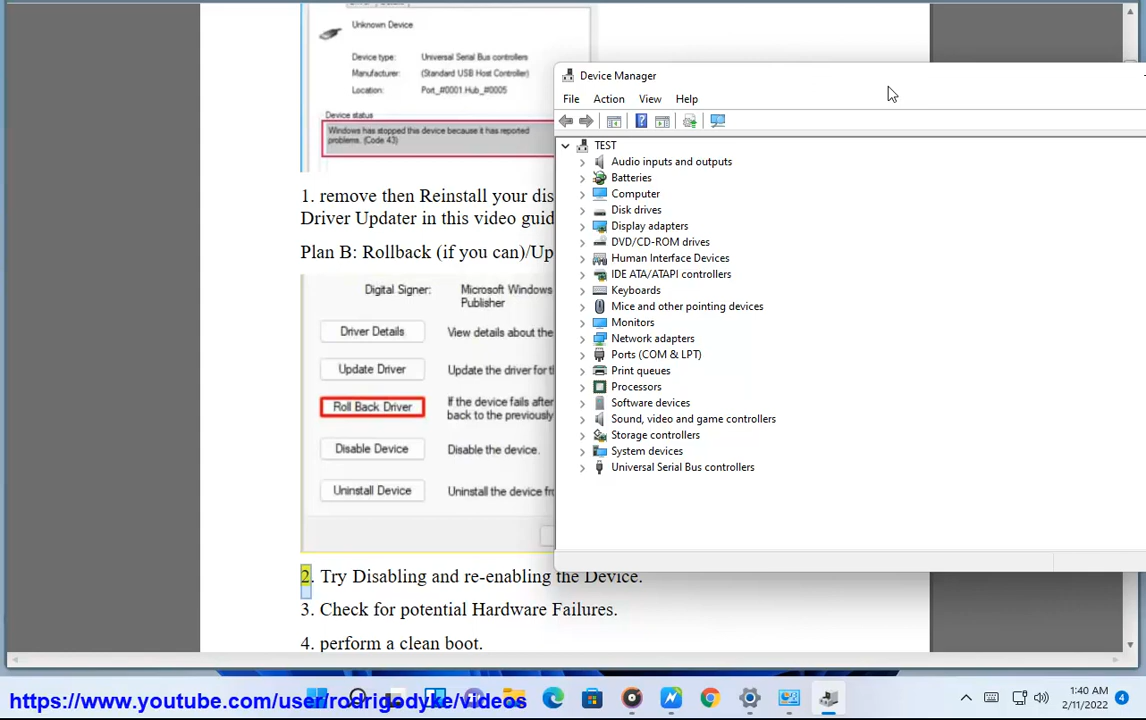 Unknown Device
Device type: Universal Serial Bus controllers
Manufacturer: (Standard USB Host Controller)
Location: Port_#0001.Hub_#0005
Device status
Windows has stopped this device because it has reported
problems. (Code 43)
1. remove then Reinstall your dis
Driver Updater in this video guid
Plan B: Rollback (if you can)/Up
Digital Signer: Microsoft Windows
Publisher
Driver Details View details about the
Update Driver Update the driver for t
Roll Back Driver If the device fails after
back to the previously
Disable Device Disable the device.
Uninstall Device Uninstall the device fr
2. Try Disabling and re-enabling the Device.
3. Check for potential Hardware Failures.
4. perform a clean boot.
Device Manager
File Action View Help
TEST
Audio inputs and outputs
Batteries
Computer
Disk drives
Display adapters
DVD/CD-ROM drives
Human Interface Devices
IDE ATA/ATAPI controllers
Keyboards
Mice and other pointing devices
Monitors
Network adapters
Ports (COM & LPT)
Print queues
Processors
Software devices
Sound, video and game controllers
Storage controllers
System devices
Universal Serial Bus controllers
https://www.youtube.com/user/rodrigodyke/videos
1:40 AM
2/11/2022
4